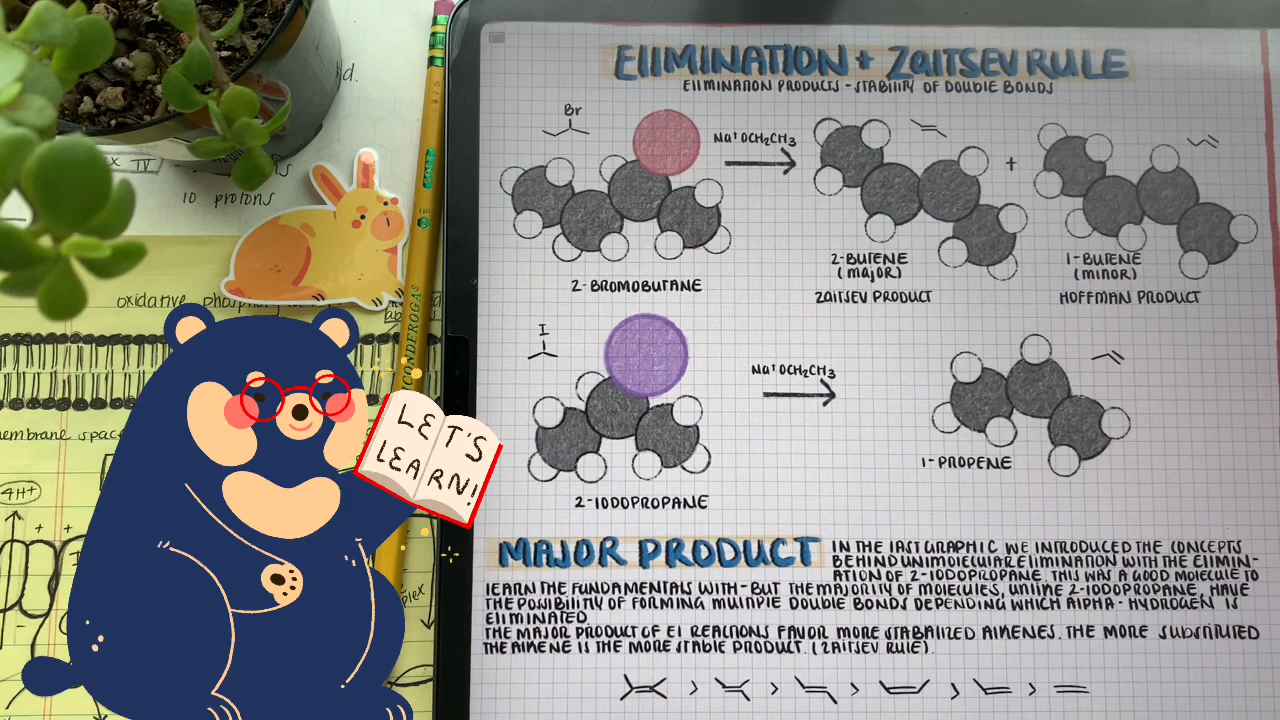 ELIMINATION + ZAITSEV RULE
ELIMINATION PRODUCTS - STABILITY OF DOUBLE BONDS
Br
Na⁺ OCH₂CH₃
+
2-BROMOBUTANE
2-BUTENE
(MAJOR)
ZAITSEV PRODUCT
1-BUTENE
(MINOR)
HOFFMAN PRODUCT
I
Na⁺ OCH₂CH₃
2-IODOPROPANE
1-PROPENE
MAJOR PRODUCT
IN THE LAST GRAPHIC WE INTRODUCED THE CONCEPTS
BEHIND UNIMOLECULAR ELIMINATION WITH THE ELIMIN-
ATION OF 2-IODOPROPANE. THIS WAS A GOOD MOLECULE TO
LEARN THE FUNDAMENTALS WITH - BUT THE MAJORITY OF MOLECULES, UNLIKE 2-IODOPROPANE, HAVE
THE POSSIBILITY OF FORMING MULTIPLE DOUBLE BONDS DEPENDING WHICH ALPHA-HYDROGEN IS
ELIMINATED.
THE MAJOR PRODUCT OF E1 REACTIONS FAVOR MORE STABALIZED ALKENES. THE MORE SUBSTITUTED
THE ALKENE IS THE MORE STABLE PRODUCT. (ZAITSEV RULE).
> > > > >
LET'S
LEARN!
10 protons
oxidative phosphor
membrane space
4H+
+ +
SOFT
HB